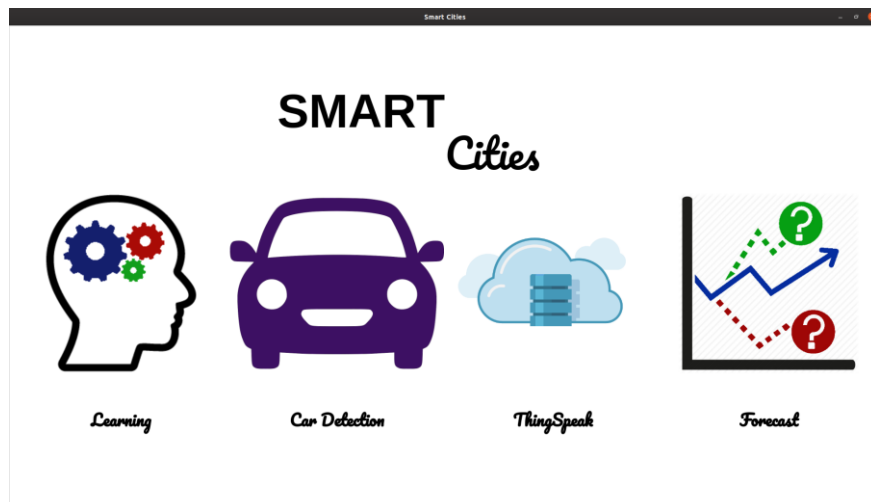 Smart Cities
SMART
Cities
?
?
Learning
Car Detection
ThingSpeak
Forecast